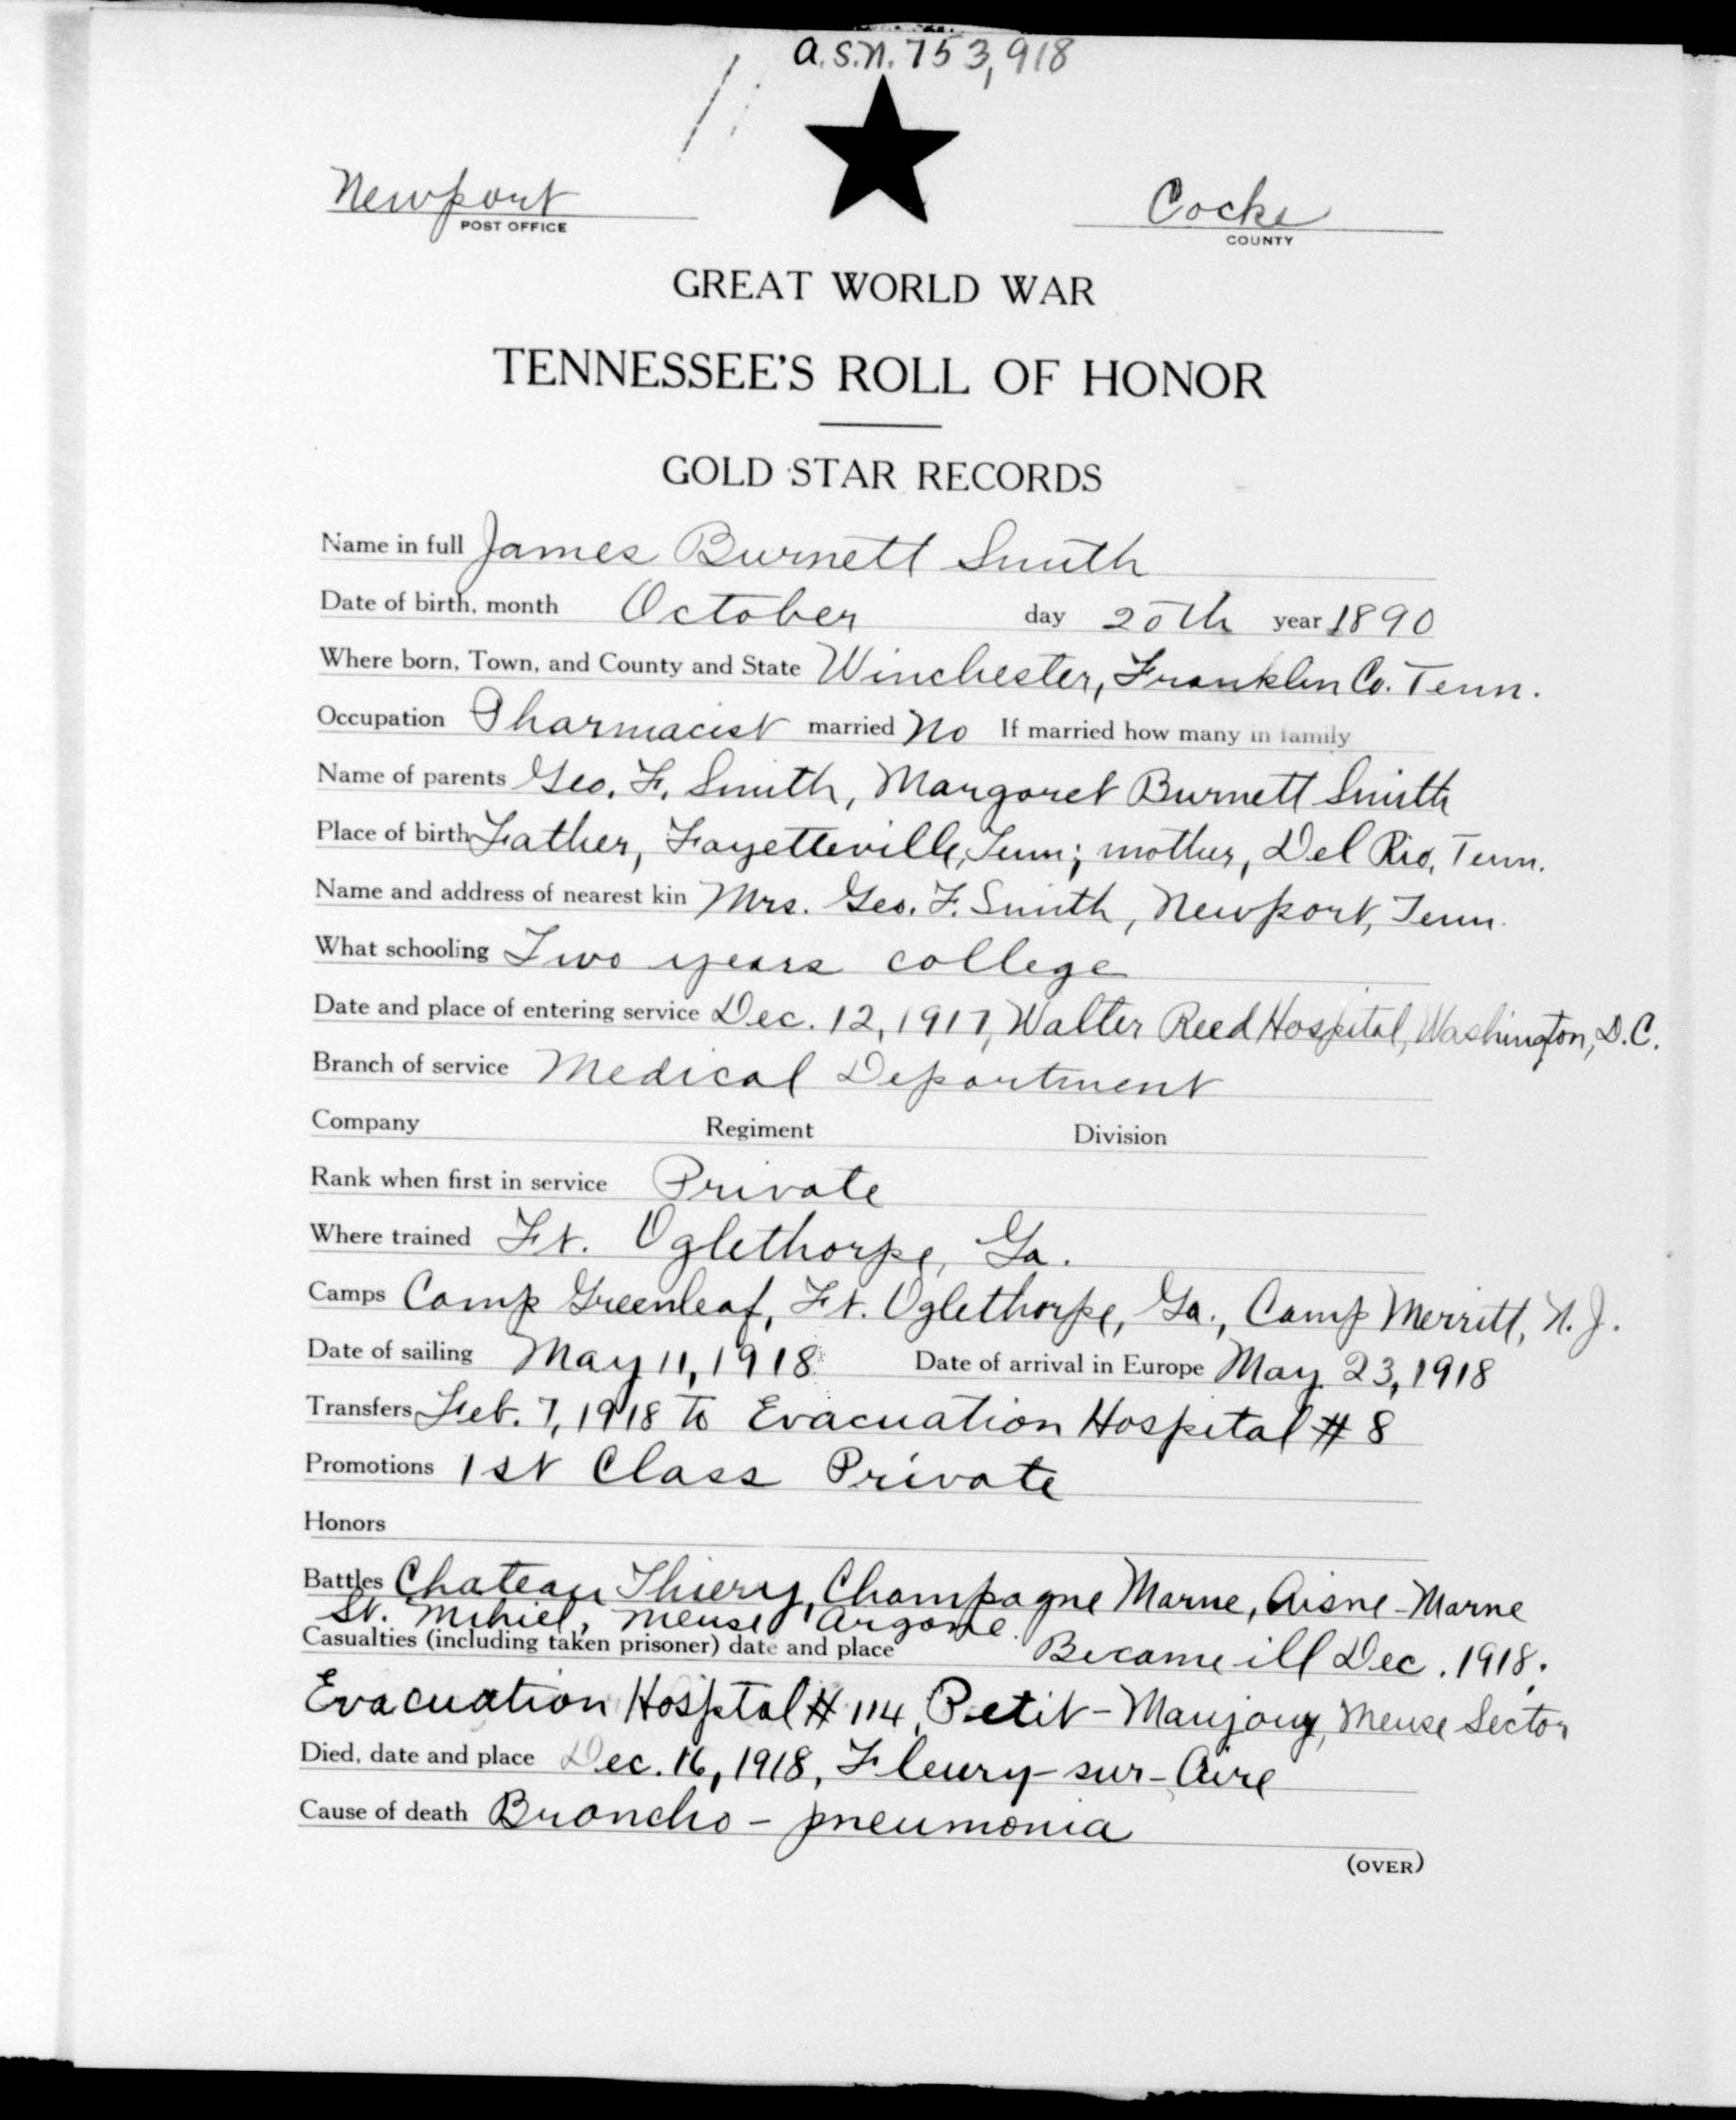 a.s.n. 753,918
Newport Cocke
POST OFFICE COUNTY
GREAT WORLD WAR
TENNESSEE'S ROLL OF HONOR
GOLD STAR RECORDS
Name in full James Burnett Smith
Date of birth, month October day 20th year 1890
Where born, Town, and County and State Winchester, Franklin Co. Tenn.
Occupation Pharmacist married No If married how many in family
Name of parents Geo. F. Smith, Margaret Burnett Smith
Place of birth Father, Fayetteville, Tenn; mother, Del Rio, Tenn.
Name and address of nearest kin Mrs. Geo. F. Smith, Newport, Tenn.
What schooling Two years college
Date and place of entering service Dec. 12, 1917, Walter Reed Hospital, Washington, D.C.
Branch of service Medical Department
Company Regiment Division
Rank when first in service Private
Where trained Ft. Oglethorpe, Ga.
Camps Camp Greenleaf, Ft. Oglethorpe, Ga., Camp Merritt, N.J.
Date of sailing May 11, 1918 Date of arrival in Europe May 23, 1918
Transfers Feb. 7, 1918 to Evacuation Hospital # 8
Promotions 1st Class Private
Honors
Battles Chateau Thiery, Champagne Marne, Aisne-Marne
St. Mihiel, Meuse Argone.
Casualties (including taken prisoner) date and place Became ill Dec. 1918.
Evacuation Hosptal # 114, Petit-Maujouy, Meuse Sector
Died, date and place Dec. 16, 1918, Fleury-sur-Aire
Cause of death Broncho-pneumonia
(OVER)